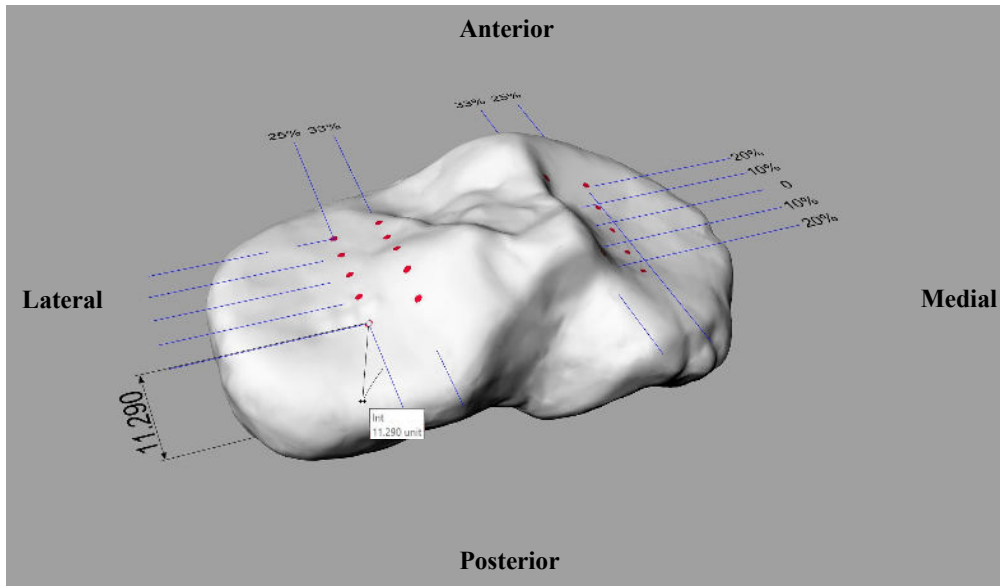 Anterior
33% 25%
25% 33%
20%
10%
0
10%
20%
Lateral
Medial
11.290
Int
11.290 unit
Posterior